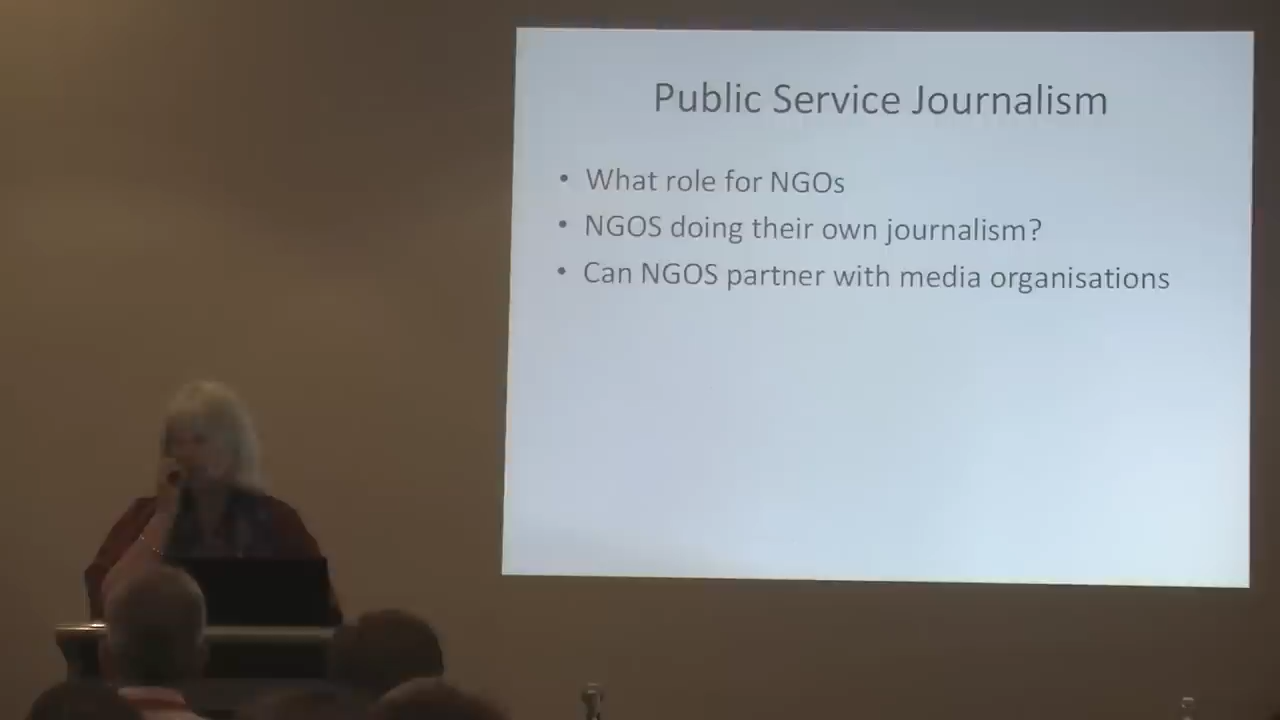 Public Service Journalism
• What role for NGOs
• NGOS doing their own journalism?
• Can NGOS partner with media organisations